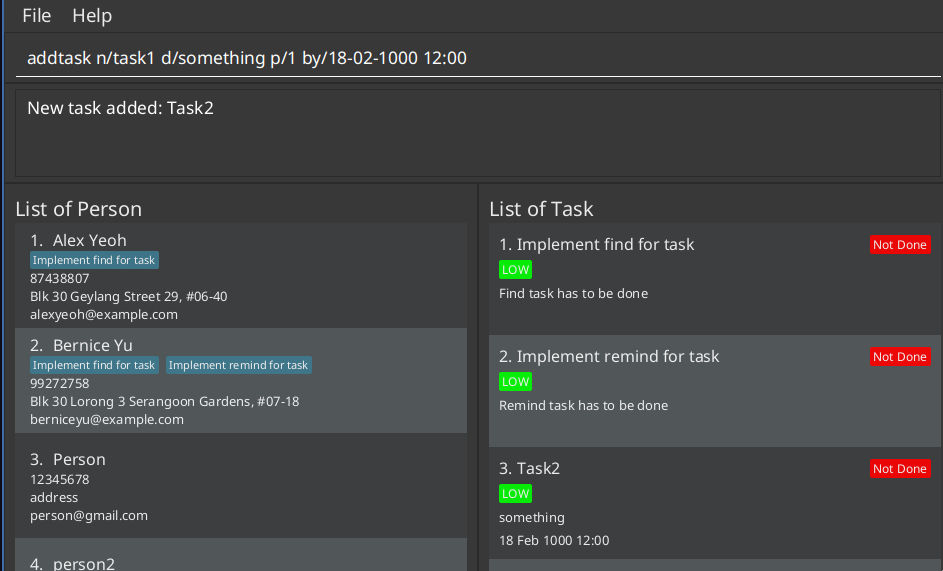 File Help
addtask n/task1 d/something p/1 by/18-02-1000 12:00
New task added: Task2
List of Person
1. Alex Yeoh
Implement find for task
87438807
Blk 30 Geylang Street 29, #06-40
alexyeoh@example.com
2. Bernice Yu
Implement find for task Implement remind for task
99272758
Blk 30 Lorong 3 Serangoon Gardens, #07-18
berniceyu@example.com
3. Person
12345678
address
person@gmail.com
4. person2
List of Task
1. Implement find for task Not Done
LOW
Find task has to be done
2. Implement remind for task Not Done
LOW
Remind task has to be done
3. Task2 Not Done
LOW
something
18 Feb 1000 12:00